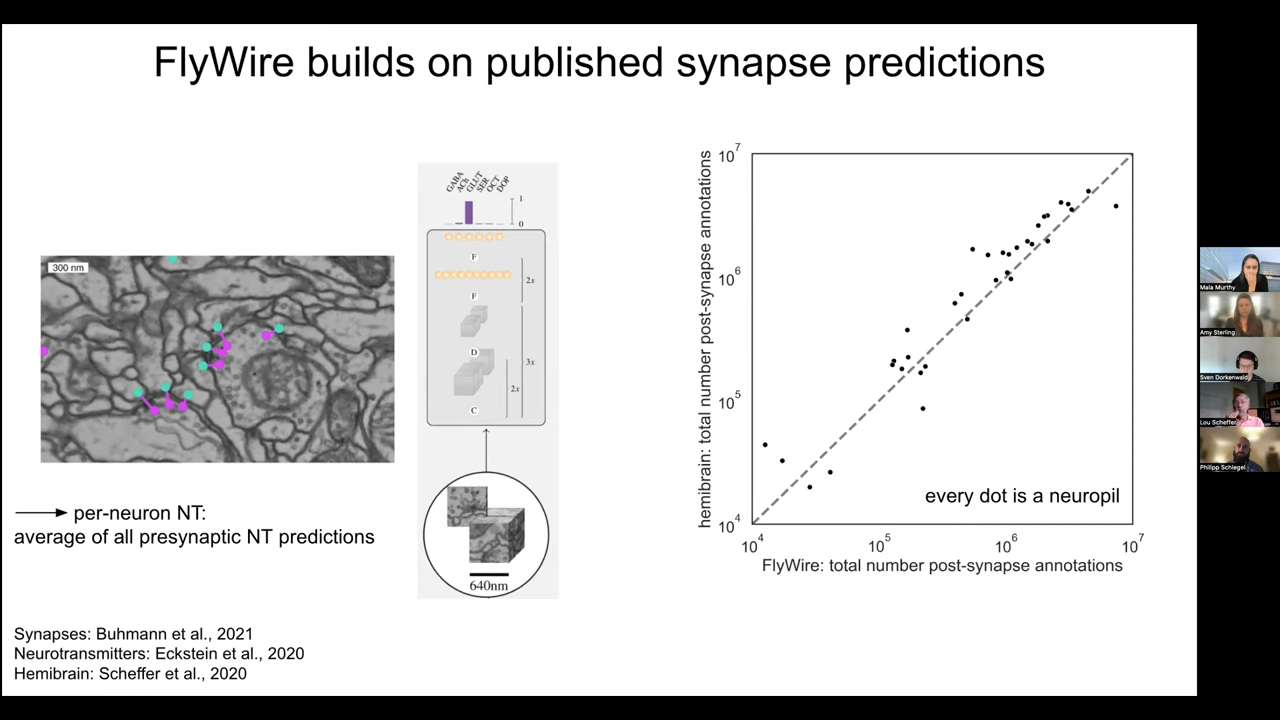 FlyWire builds on published synapse predictions
300 nm
per-neuron NT:
average of all presynaptic NT predictions
GABA
ACh
GLUT
SER
OCT
DOP
1
0
F
2x
F
D
3x
2x
C
640nm
hemibrain: total number post-synapse annotations
10^7
10^6
10^5
10^4
every dot is a neuropil
10^4 10^5 10^6 10^7
FlyWire: total number post-synapse annotations
Synapses: Buhmann et al., 2021
Neurotransmitters: Eckstein et al., 2020
Hemibrain: Scheffer et al., 2020
Mala Murthy
Amy Sterling
Sven Dorkenwald
Lou Scheffer
Philipp Schlegel